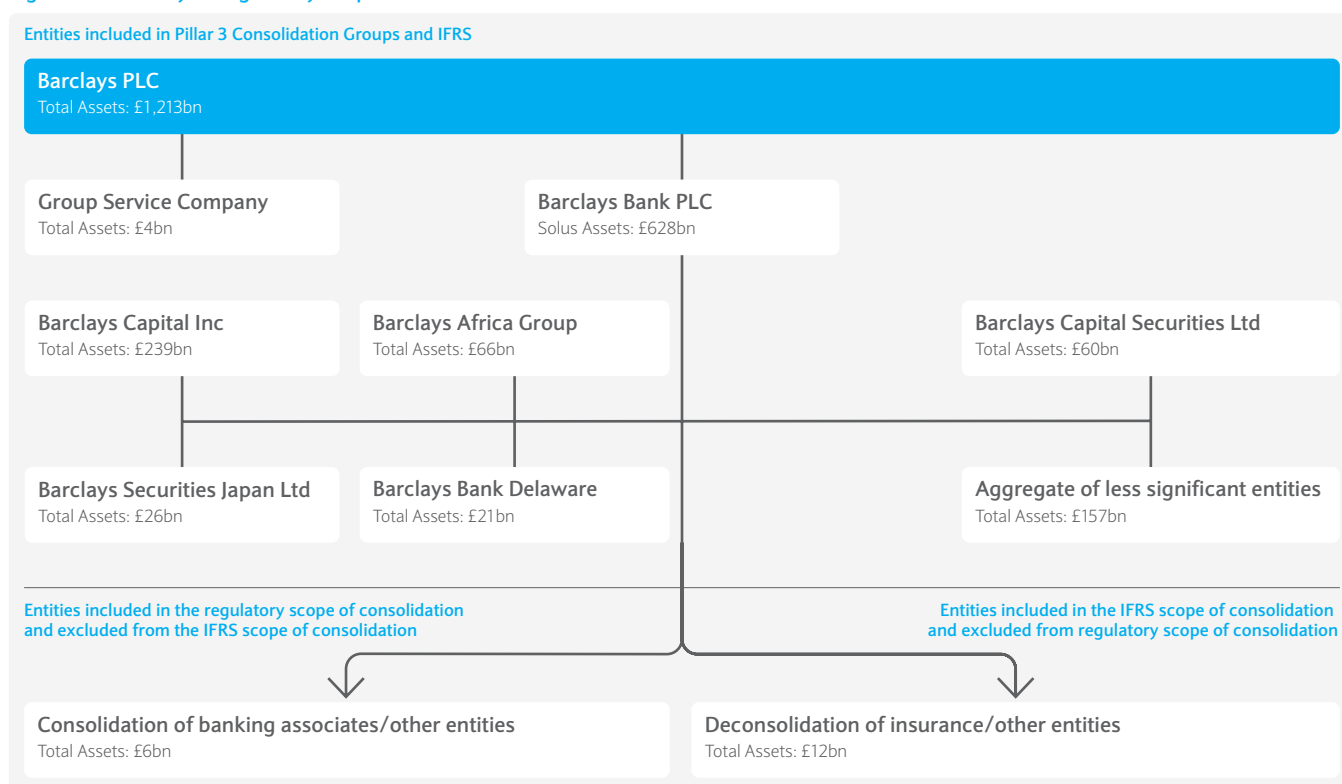 Entities included in Pillar 3 Consolidation Groups and IFRS
Barclays PLC
Total Assets: £1,213bn
Group Service Company
Total Assets: £4bn
Barclays Bank PLC
Solus Assets: £628bn
Barclays Capital Inc
Total Assets: £239bn
Barclays Africa Group
Total Assets: £66bn
Barclays Capital Securities Ltd
Total Assets: £60bn
Barclays Securities Japan Ltd
Total Assets: £26bn
Barclays Bank Delaware
Total Assets: £21bn
Aggregate of less significant entities
Total Assets: £157bn
Entities included in the regulatory scope of consolidation
and excluded from the IFRS scope of consolidation
Entities included in the IFRS scope of consolidation
and excluded from regulatory scope of consolidation
Consolidation of banking associates/other entities
Total Assets: £6bn
Deconsolidation of insurance/other entities
Total Assets: £12bn